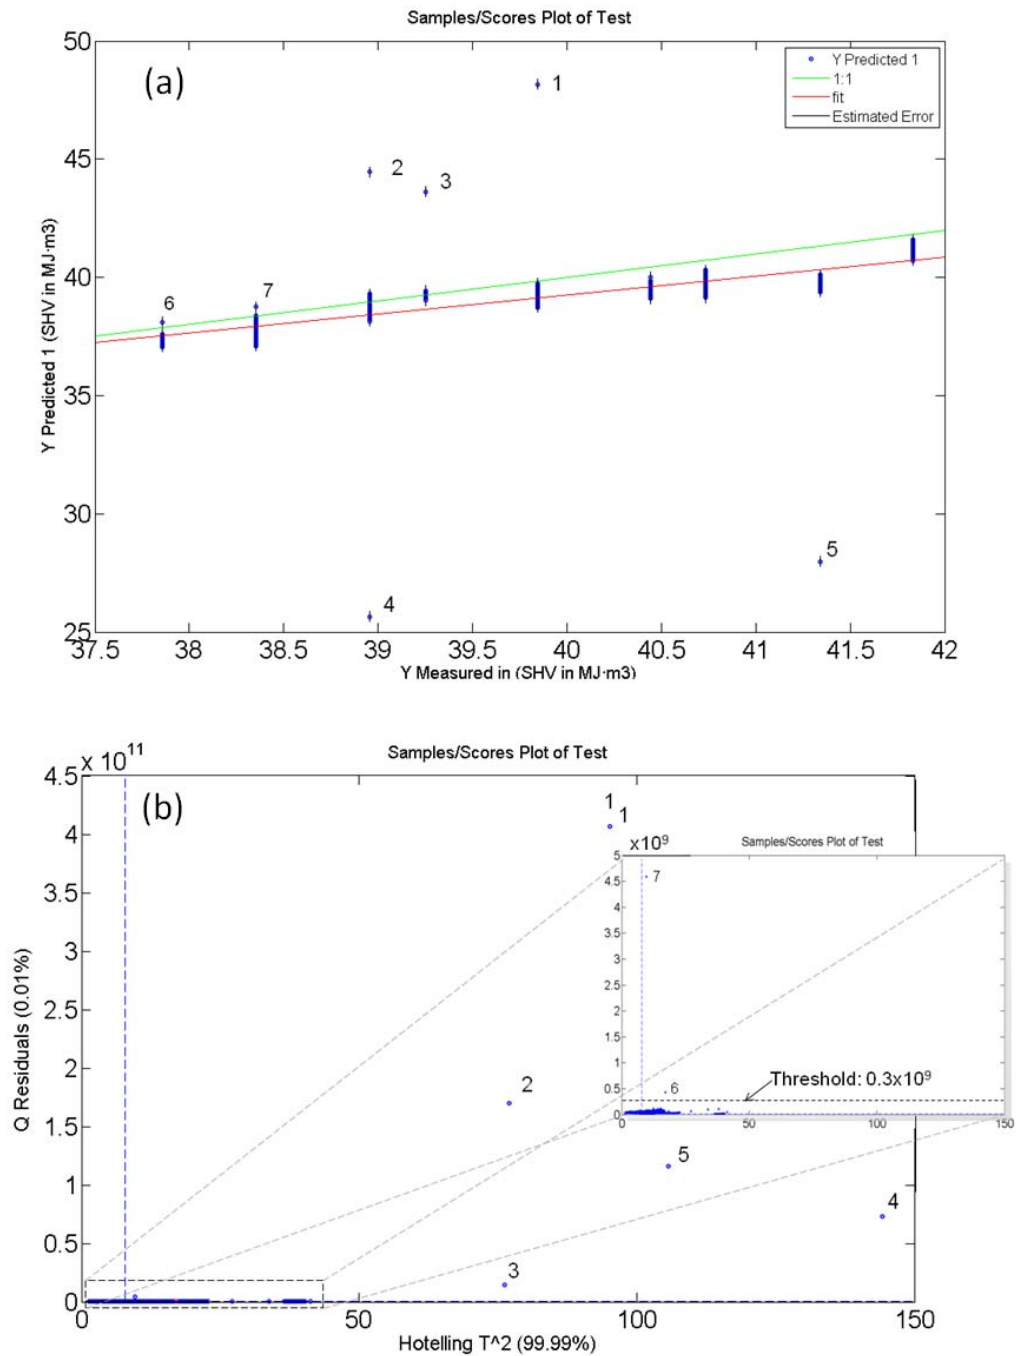 Samples/Scores Plot of Test
50
45
40
35
30
25
Y Predicted 1 (SHV in MJ·m3)
(a)
Y Predicted 1
1:1
fit
Estimated Error
1
2
3
6
7
4
5
37.5 38 38.5 39 39.5 40 40.5 41 41.5 42
Y Measured in (SHV in MJ·m3)
Samples/Scores Plot of Test
x 10^11
4.5
4
3.5
3
2.5
2
1.5
1
0.5
0
Q Residuals (0.01%)
(b)
1
1
2
5
4
3
x10^9
Samples/Scores Plot of Test
5
4.5
4
3.5
3
2.5
2
1.5
1
0.5
0
7
6
Threshold: 0.3x10^9
0 50 100 150
0 50 100 150
Hotelling T^2 (99.99%)